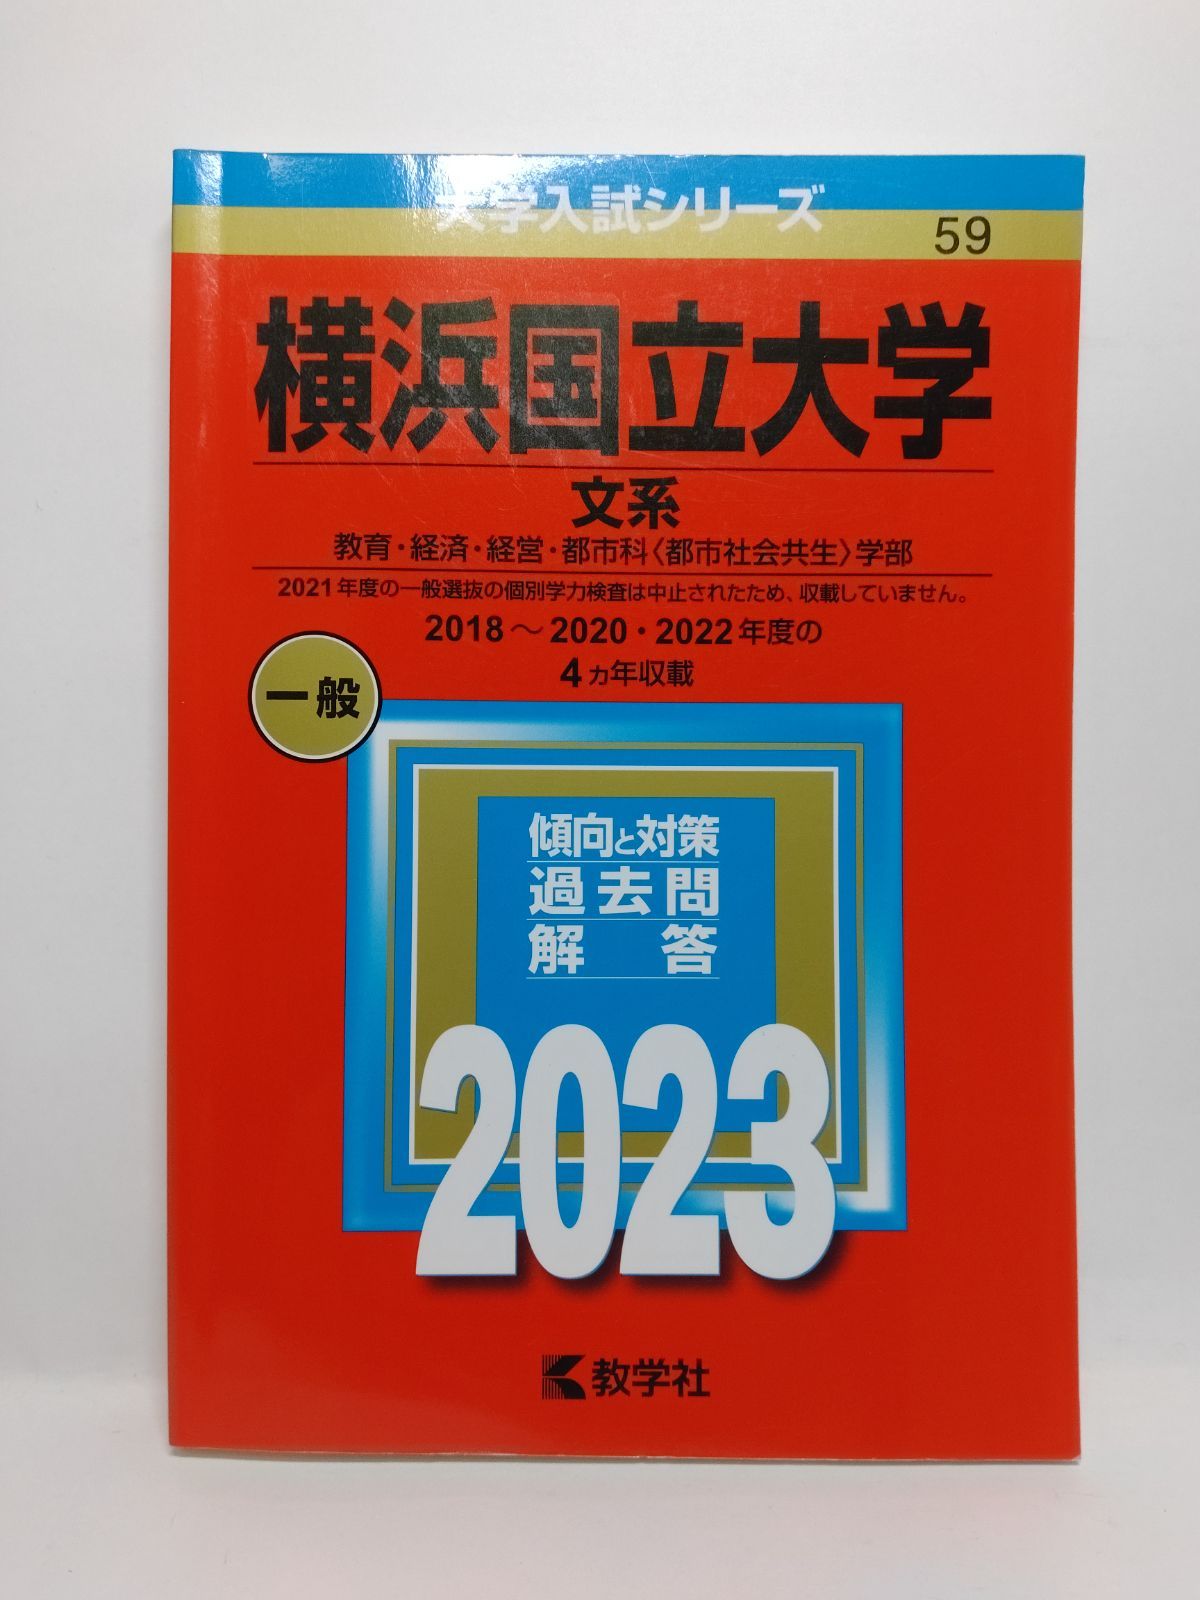 大学入試シリーズ
59
横浜国立大学
文系
教育・経済・経営・都市科〈都市社会共生〉学部
2021年度の一般選抜の個別学力検査は中止されたため、収載していません。
2018〜2020・2022年度の
4ヵ年収載
一般
傾向と対策
過去問
解答
2023
教学社